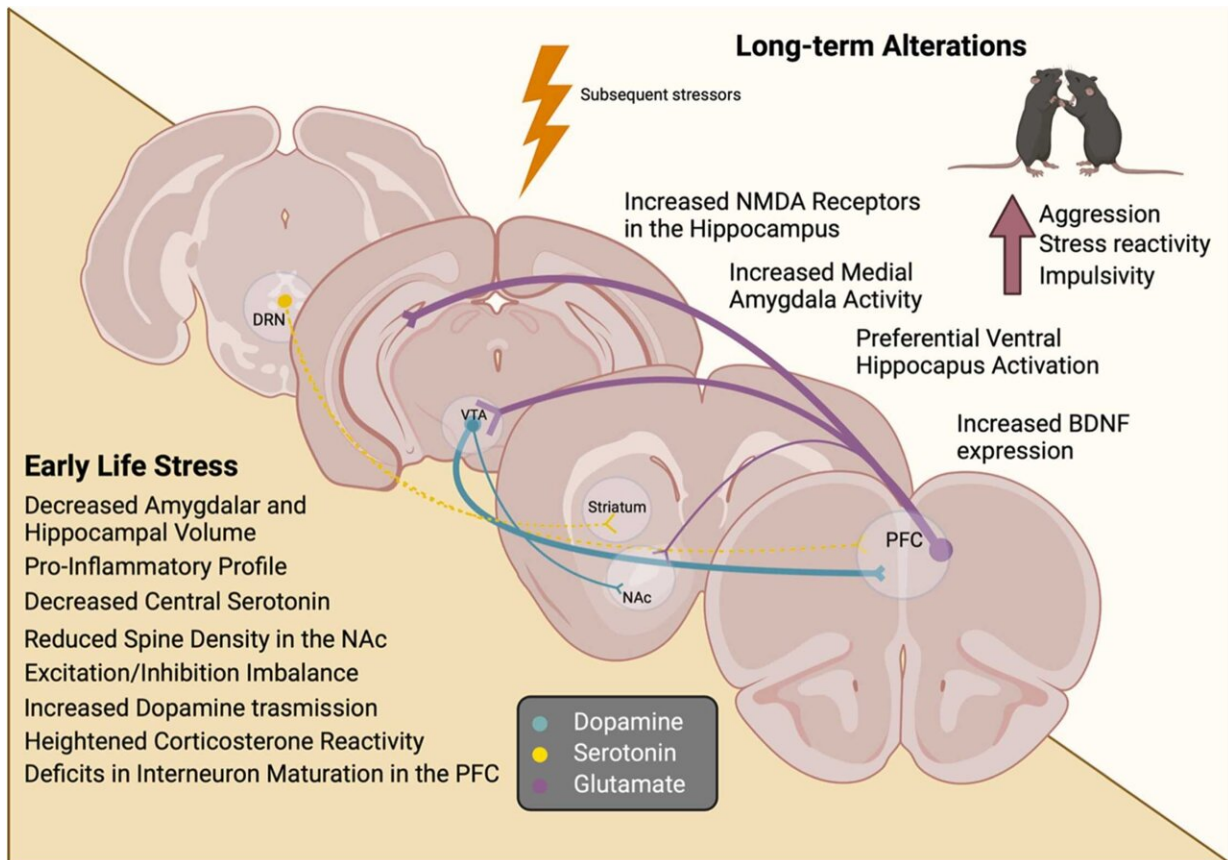 Long-term Alterations
Subsequent stressors
Increased NMDA Receptors
in the Hippocampus
Aggression
Stress reactivity
Impulsivity
Increased Medial
Amygdala Activity
Preferential Ventral
Hippocapus Activation
Increased BDNF
expression
DRN
VTA
Striatum
NAc
PFC
Early Life Stress
Decreased Amygdalar and
Hippocampal Volume
Pro-Inflammatory Profile
Decreased Central Serotonin
Reduced Spine Density in the NAc
Excitation/Inhibition Imbalance
Increased Dopamine trasmission
Heightened Corticosterone Reactivity
Deficits in Interneuron Maturation in the PFC
Dopamine
Serotonin
Glutamate